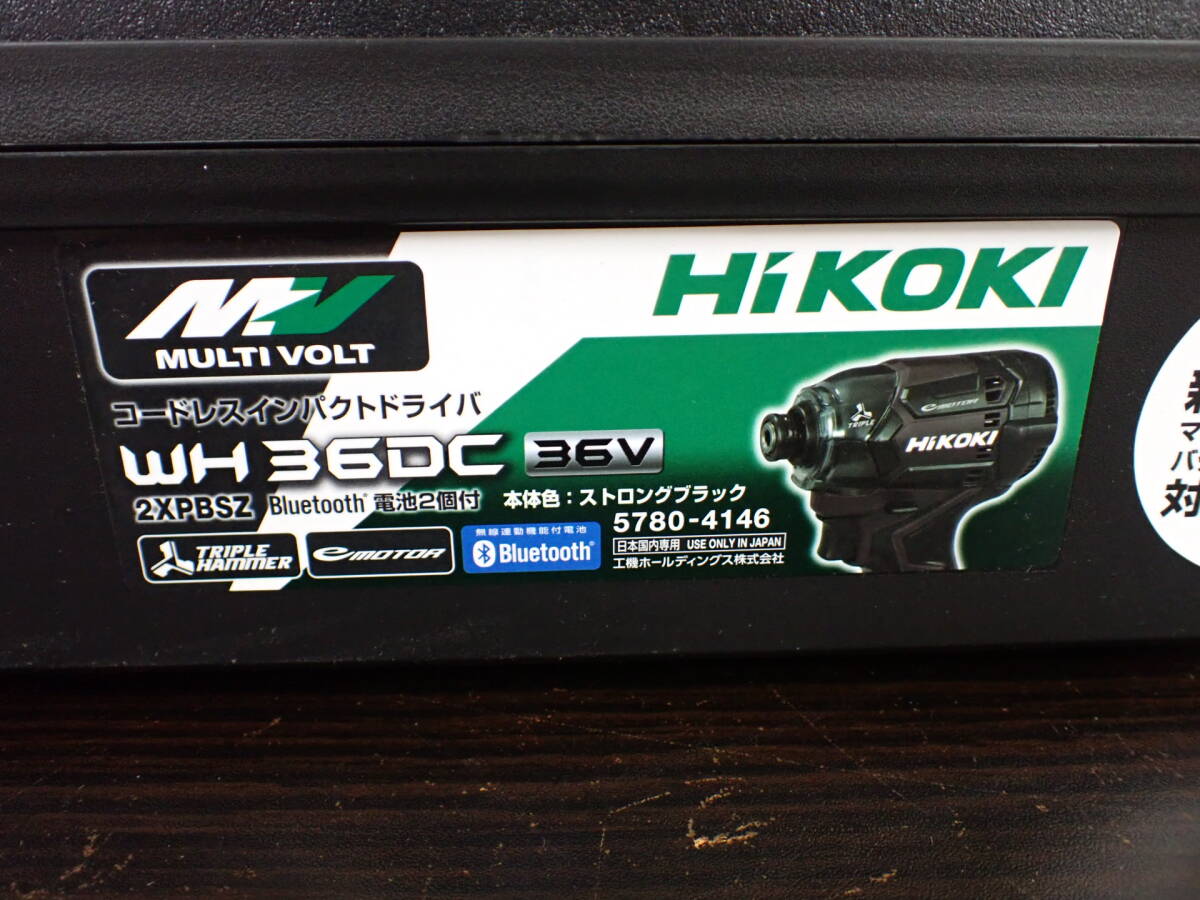 MV
MULTI VOLT
HiKOKI
コードレスインパクトドライバ
WH 36DC 36V
2XPBSZ Bluetooth® 電池2個付
本体色：ストロングブラック
5780-4146
TRIPLE HAMMER
e-MOTOR
無線連動機能付電池
Bluetooth®
日本国内専用 USE ONLY IN JAPAN
工機ホールディングス株式会社
TRIPLE
e-MOTOR
HiKOKI
マ
対